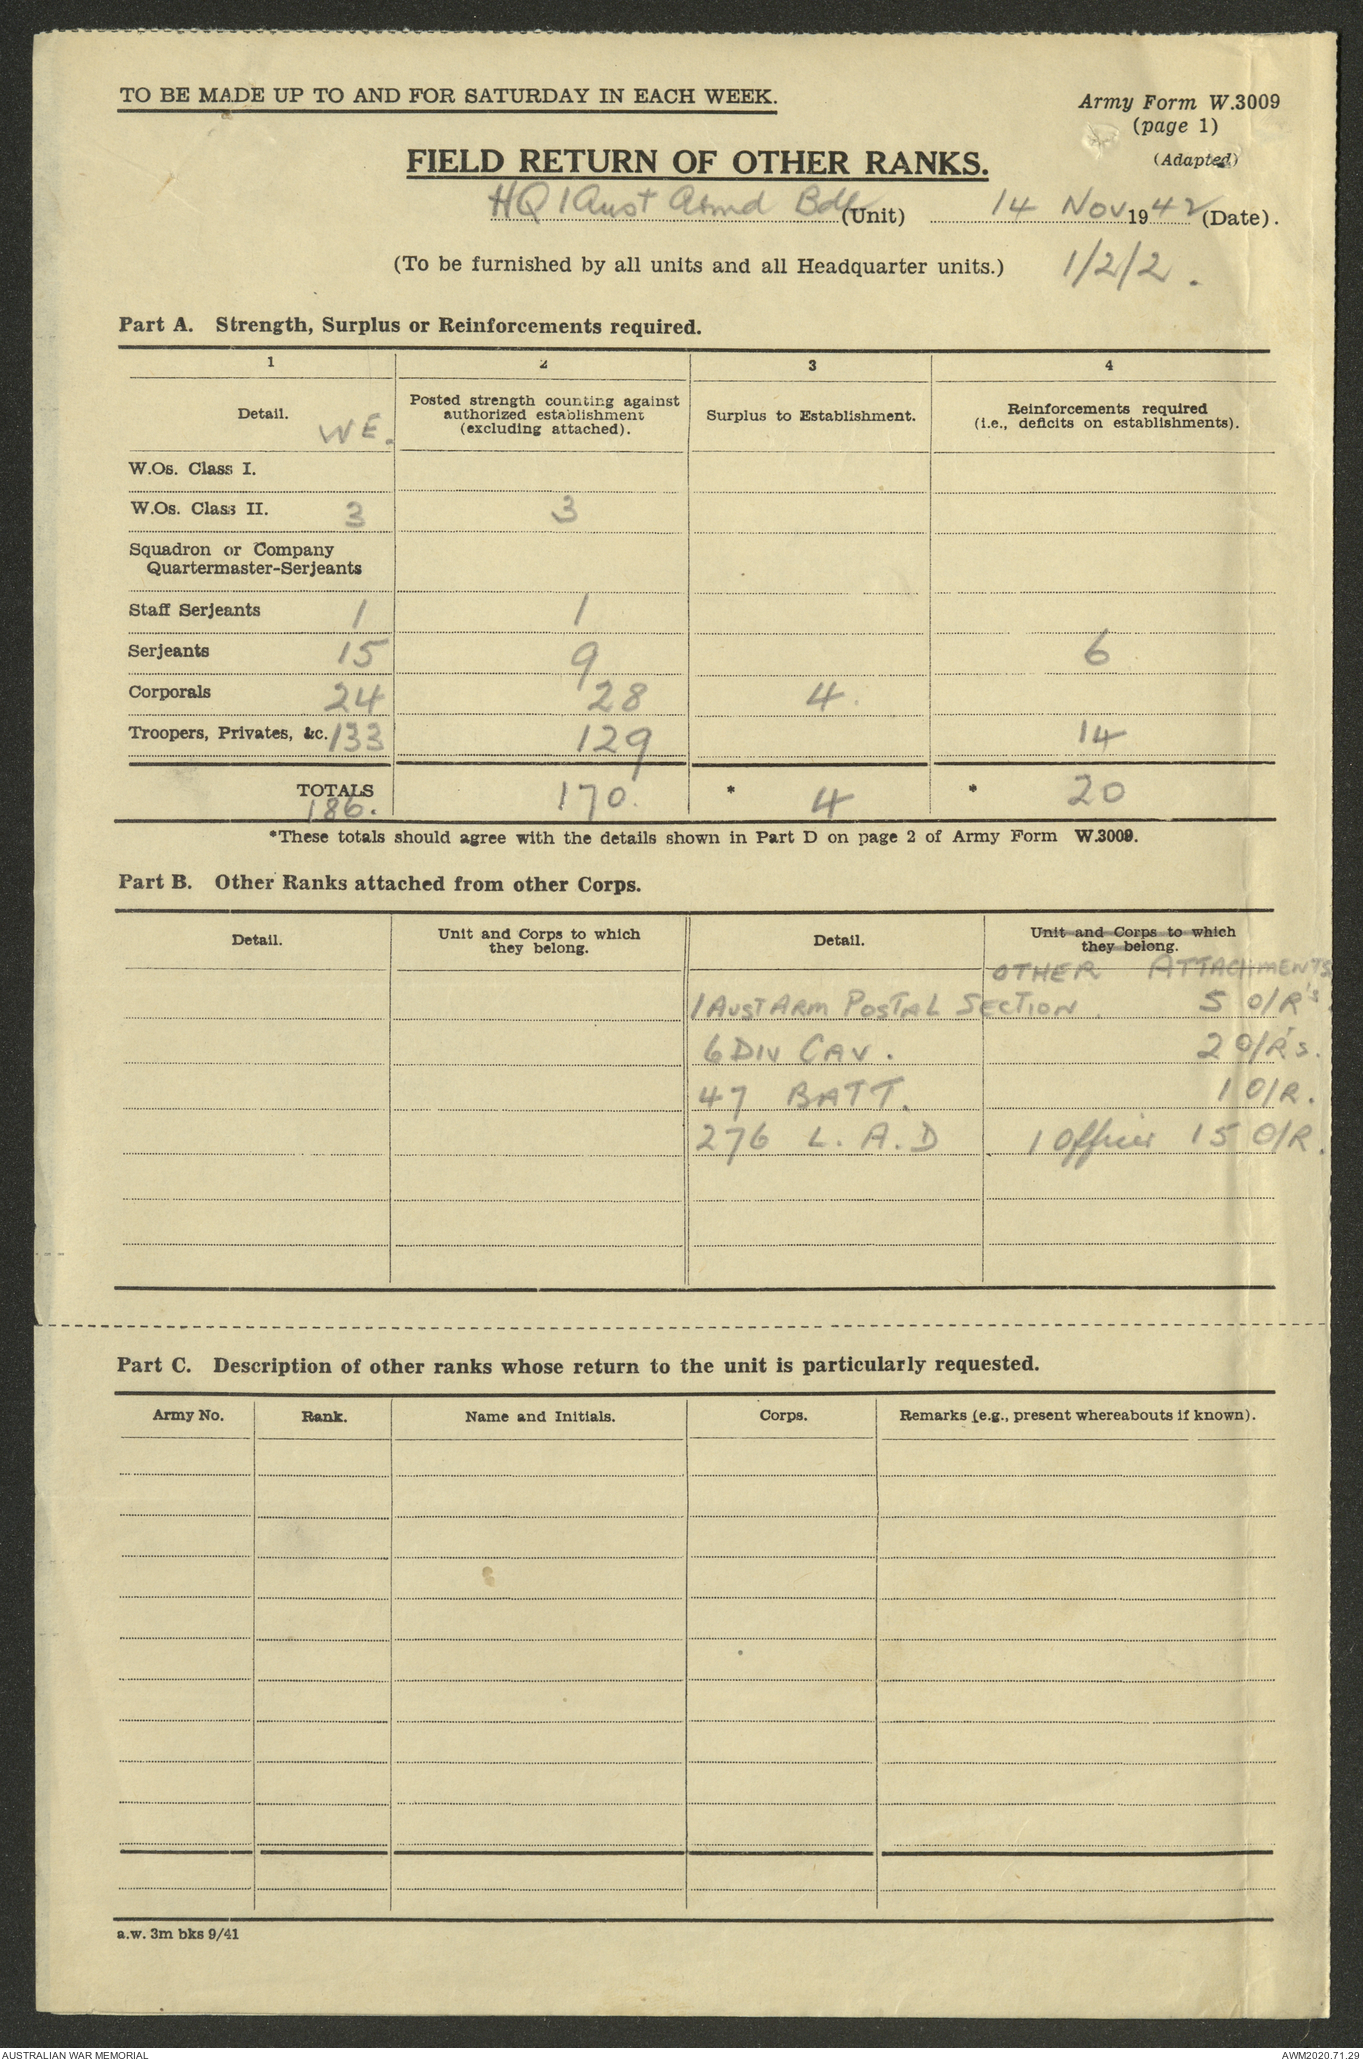 TO BE MADE UP TO AND FOR SATURDAY IN EACH WEEK.
Army Form W.3009
(page 1)
(Adapted)
FIELD RETURN OF OTHER RANKS.
HQ 1 Aust Armd Bde (Unit) 14 Nov 1942 (Date).
(To be furnished by all units and all Headquarter units.) 1/2/2.
Part A. Strength, Surplus or Reinforcements required.
1 2 3 4
Detail. WE. Posted strength counting against authorized establishment (excluding attached). Surplus to Establishment. Reinforcements required (i.e., deficits on establishments).
W.Os. Class I.
W.Os. Class II. 3 3
Squadron or Company
Quartermaster-Serjeants
Staff Serjeants 1 1
Serjeants 15 9 6
Corporals 24 28 4
Troopers, Privates, &c. 133 129 14
TOTALS 186. 170. * 4 * 20
*These totals should agree with the details shown in Part D on page 2 of Army Form W.3009.
Part B. Other Ranks attached from other Corps.
Detail. Unit and Corps to which they belong. Detail. Unit and Corps to which they belong.
OTHER ATTACHMENTS
1 AUST ARM POSTAL SECTION. 5 O/R's.
6 DIV CAV. 2 O/R's.
47 BATT. 1 O/R.
276 L.A.D 1 Officer 15 O/R.
Part C. Description of other ranks whose return to the unit is particularly requested.
Army No. Rank. Name and Initials. Corps. Remarks (e.g., present whereabouts if known).
a.w. 3m bks 9/41
AUSTRALIAN WAR MEMORIAL AWM2020.71.29